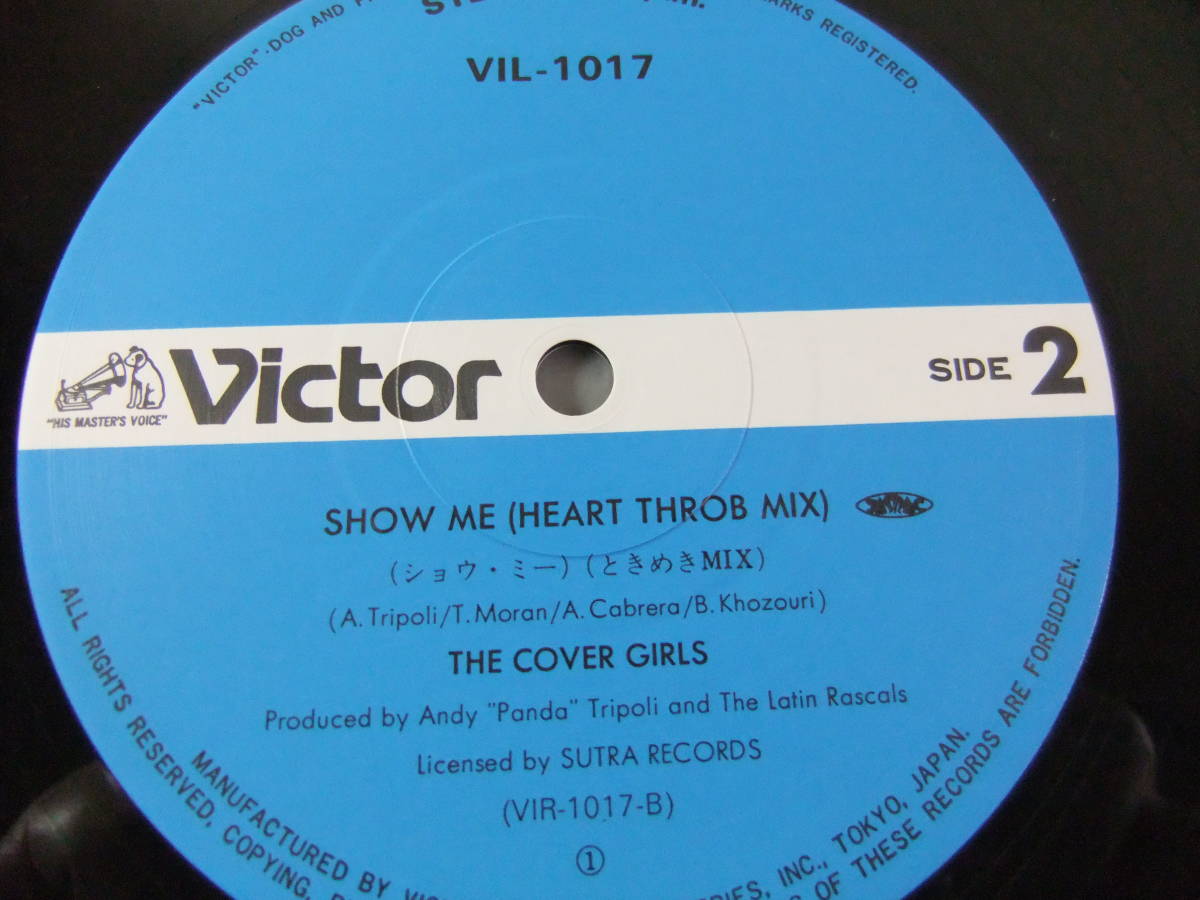 "VICTOR"·DOG AND
MARKS REGISTERED.
VIL-1017
"HIS MASTER'S VOICE"
Victor
SIDE 2
SHOW ME (HEART THROB MIX)
(ショウ・ミー) (ときめきMIX)
(A. Tripoli/T. Moran/A. Cabrera/B. Khozouri)
THE COVER GIRLS
Produced by Andy "Panda" Tripoli and The Latin Rascals
Licensed by SUTRA RECORDS
(VIR-1017-B)
①
MANUFACTURED BY INC., TOKYO, JAPAN.
ALL RIGHTS RESERVED, COPYING, OF THESE RECORDS ARE FORBIDDEN.